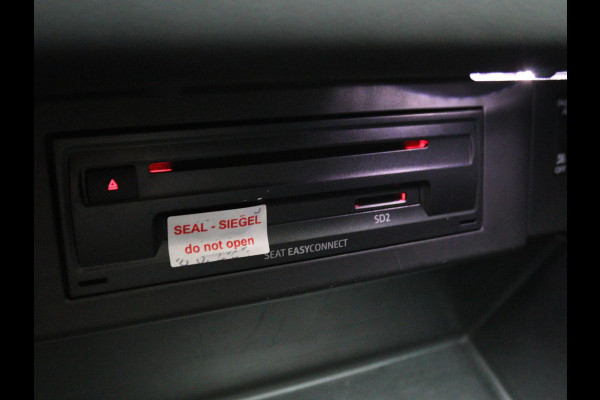 SEAL - SIEGEL
do not open
SD2
SEAT EASYCONNECT